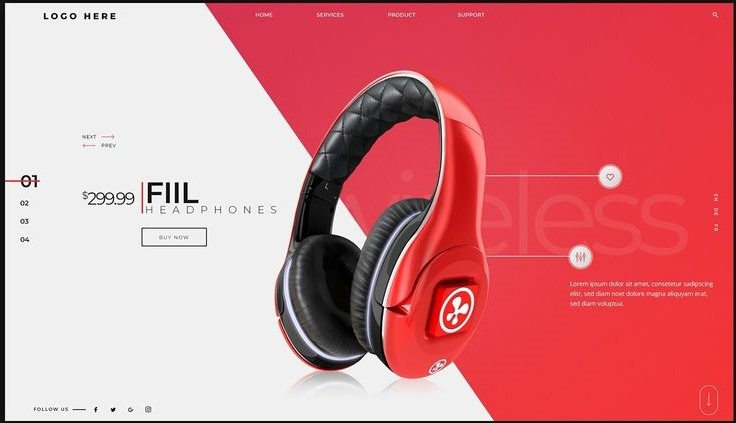 LOGO HERE
HOME
SERVICES
PRODUCT
SUPPORT
NEXT
PREV
01
02
03
04
$299.99
FIIL
HEADPHONES
BUY NOW
L
wireless
EN DE FR
Lorem ipsum dolor sit amet, consetetur sadipscing
elitr, sed diam noet dolore magna aliquyam erat,
sed diam voluptua.
FOLLOW US
G+